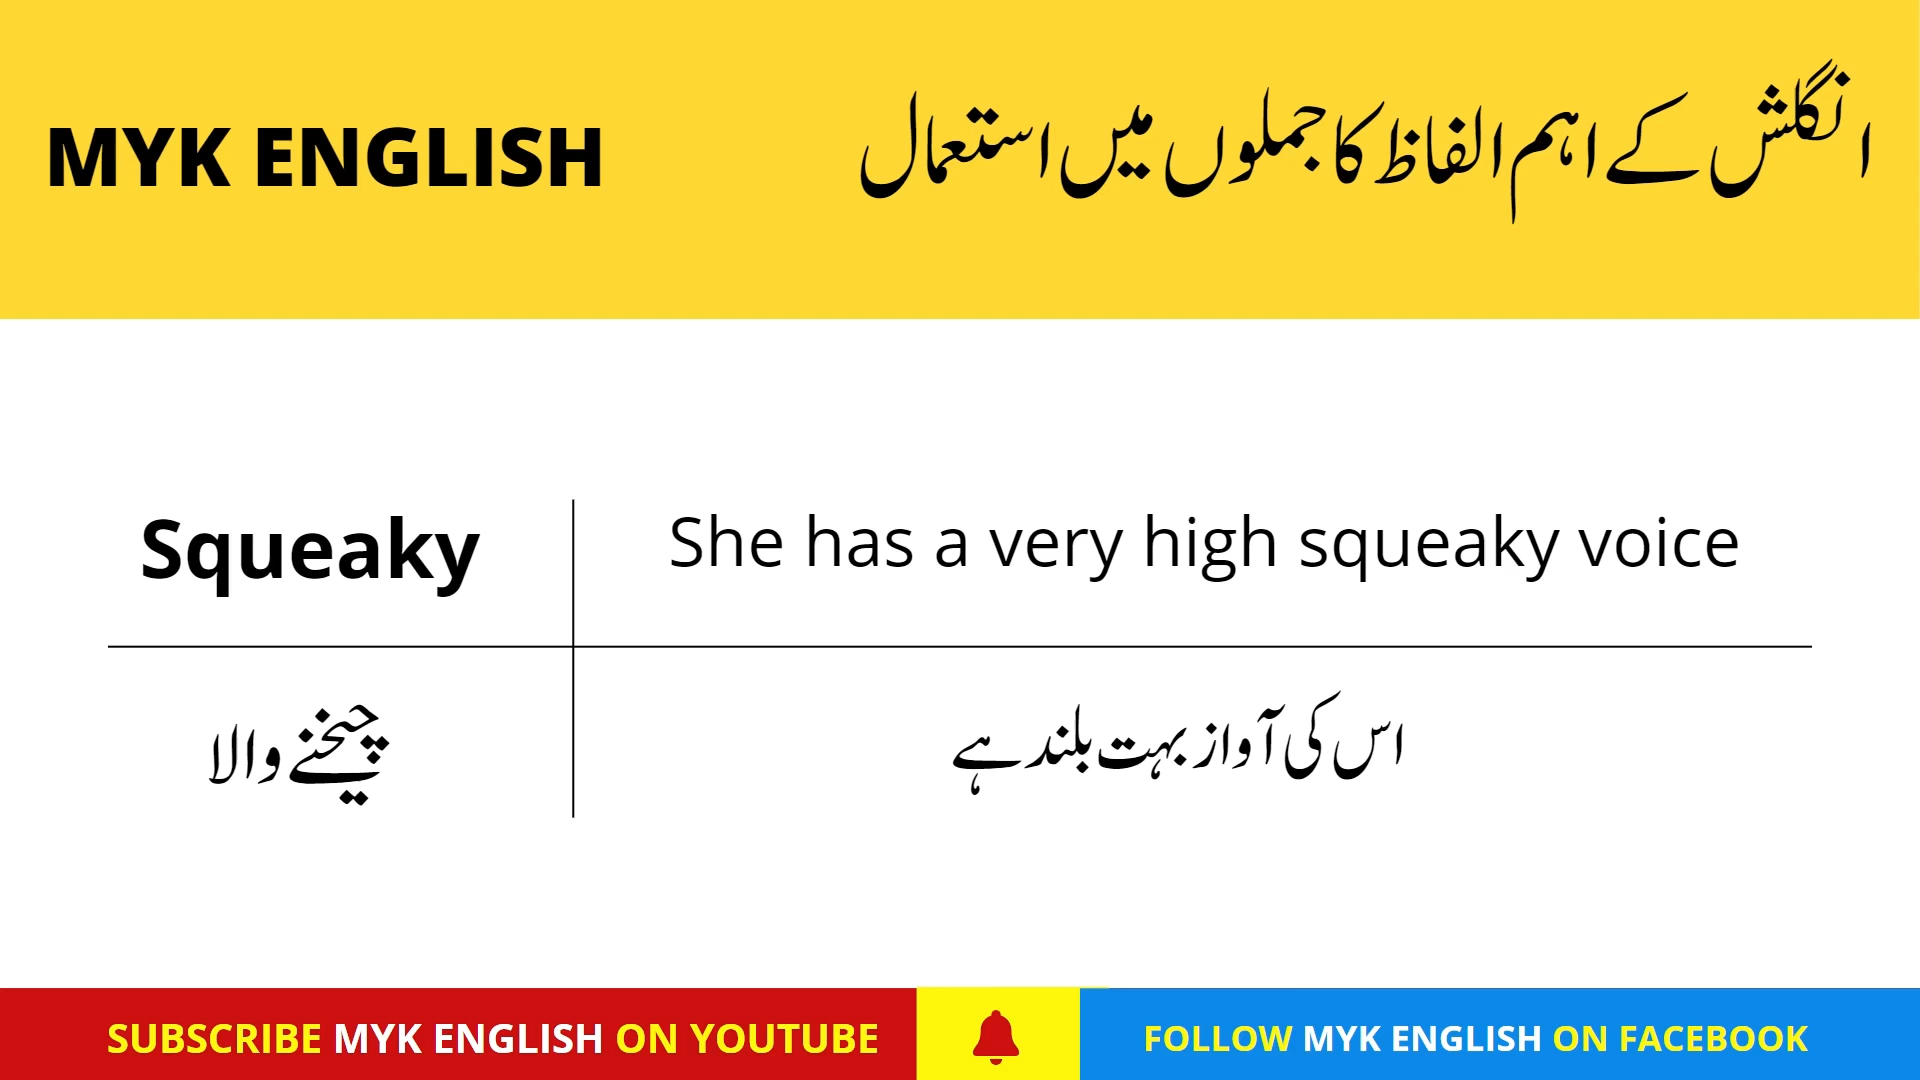 MYK ENGLISH
انگلش کے اہم الفاظ کا جملوں میں استعمال
Squeaky
She has a very high squeaky voice
چیخنے والا
اس کی آواز بہت بلند ہے
SUBSCRIBE MYK ENGLISH ON YOUTUBE
FOLLOW MYK ENGLISH ON FACEBOOK